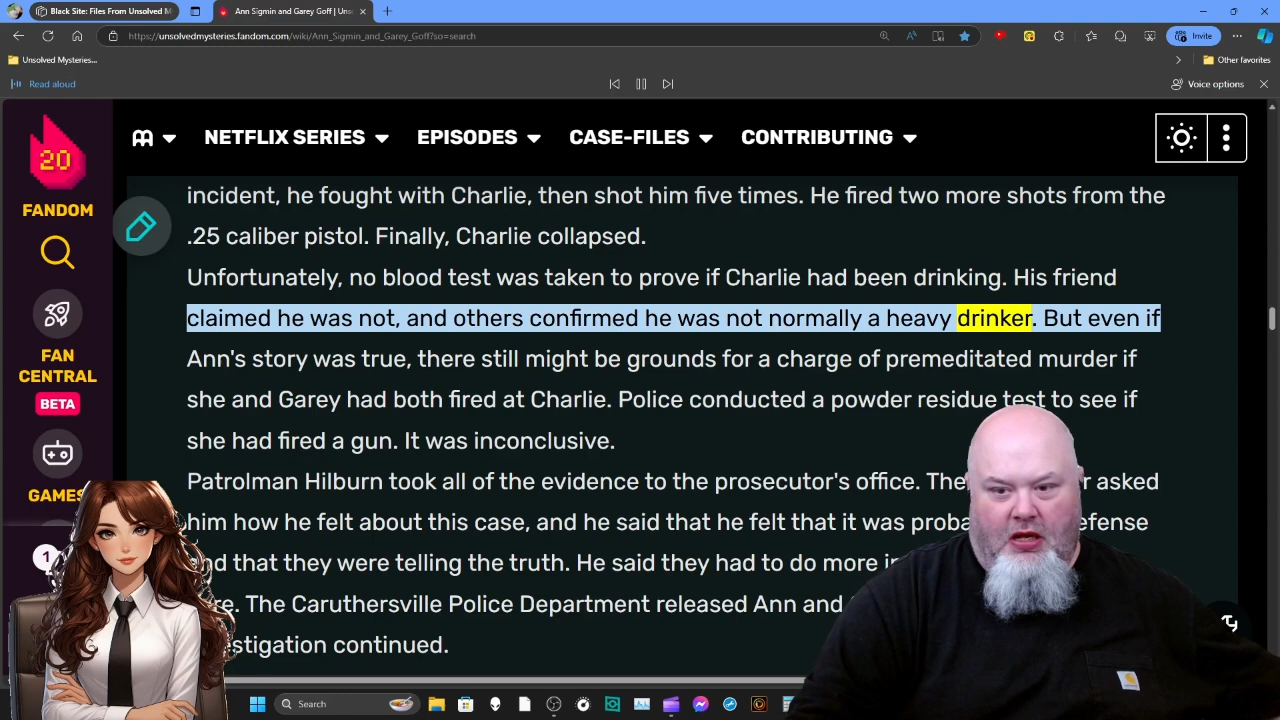 Black Site: Files From Unsolved M
Ann Sigmin and Garey Goff | Uns
https://unsolvedmysteries.fandom.com/wiki/Ann_Sigmin_and_Garey_Goff?so=search
Invite
Unsolved Mysteries...
Other favorites
Read aloud
Voice options
20
FANDOM
NETFLIX SERIES
EPISODES
CASE-FILES
CONTRIBUTING
incident, he fought with Charlie, then shot him five times. He fired two more shots from the
.25 caliber pistol. Finally, Charlie collapsed.
Unfortunately, no blood test was taken to prove if Charlie had been drinking. His friend
claimed he was not, and others confirmed he was not normally a heavy drinker. But even if
Ann's story was true, there still might be grounds for a charge of premeditated murder if
she and Garey had both fired at Charlie. Police conducted a powder residue test to see if
she had fired a gun. It was inconclusive.
Patrolman Hilburn took all of the evidence to the prosecutor's office. The r asked
him how he felt about this case, and he said that he felt that it was proba efense
nd that they were telling the truth. He said they had to do more i
re. The Caruthersville Police Department released Ann and
estigation continued.
FAN
CENTRAL
BETA
GAMES
1
Search